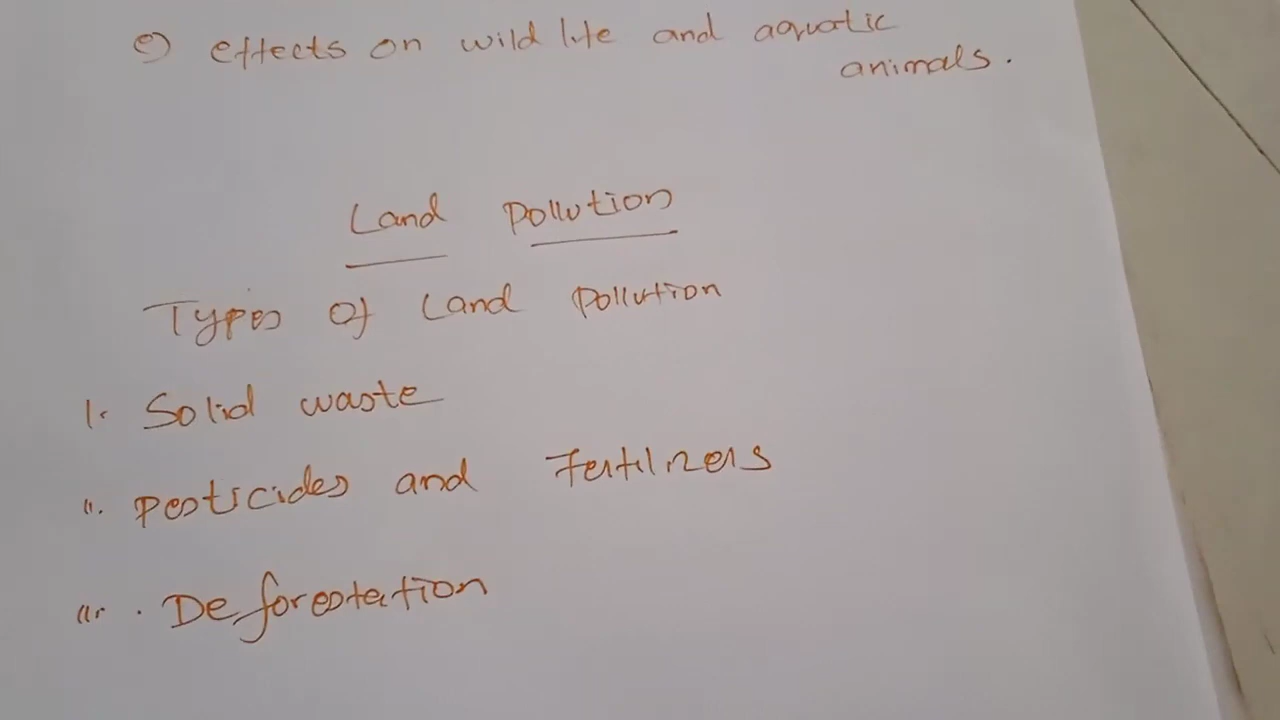 e) effects on wild life and aquatic
animals.
Land Pollution
Types of Land Pollution
i. Solid waste
ii. Pesticides and Fertilizers
iii. Deforestation